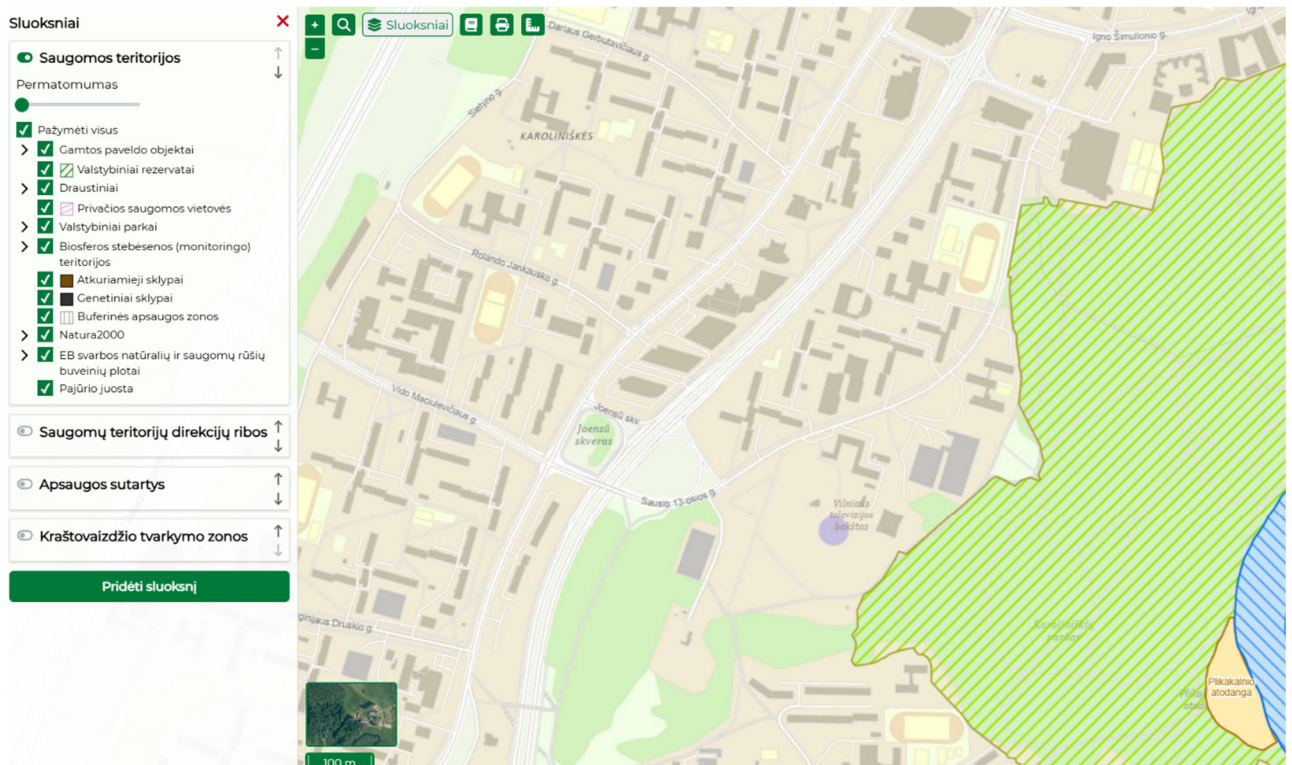 Sluoksniai
Saugomos teritorijos
Permatomumas
Pažymėti visus
Gamtos paveldo objektai
Valstybiniai rezervatai
Draustiniai
Privačios saugomos vietovės
Valstybiniai parkai
Biosferos stebėsenos (monitoringo)
teritorijos
Atkuriamieji sklypai
Genetiniai sklypai
Buferinės apsaugos zonos
Natura2000
EB svarbos natūralių ir saugomų rūšių
buveinių plotai
Pajūrio juosta
Saugomų teritorijų direkcijų ribos
Apsaugos sutartys
Kraštovaizdžio tvarkymo zonos
Pridėti sluoksnį
+
−
Sluoksniai
Dariaus Gerbutavičiaus g.
Igno Šimulionio g.
Sietyno g.
KAROLINIŠKĖS
Rolando Jankausko g.
Vido Maciulevičiaus g.
Joensū skv.
Joensū
skveras
Sausio 13-osios g.
Vilniaus
televizijos
bokštas
ginijaus Druskio g.
Karoliniškių
parkas
Plikakalnio
atodanga
100 m